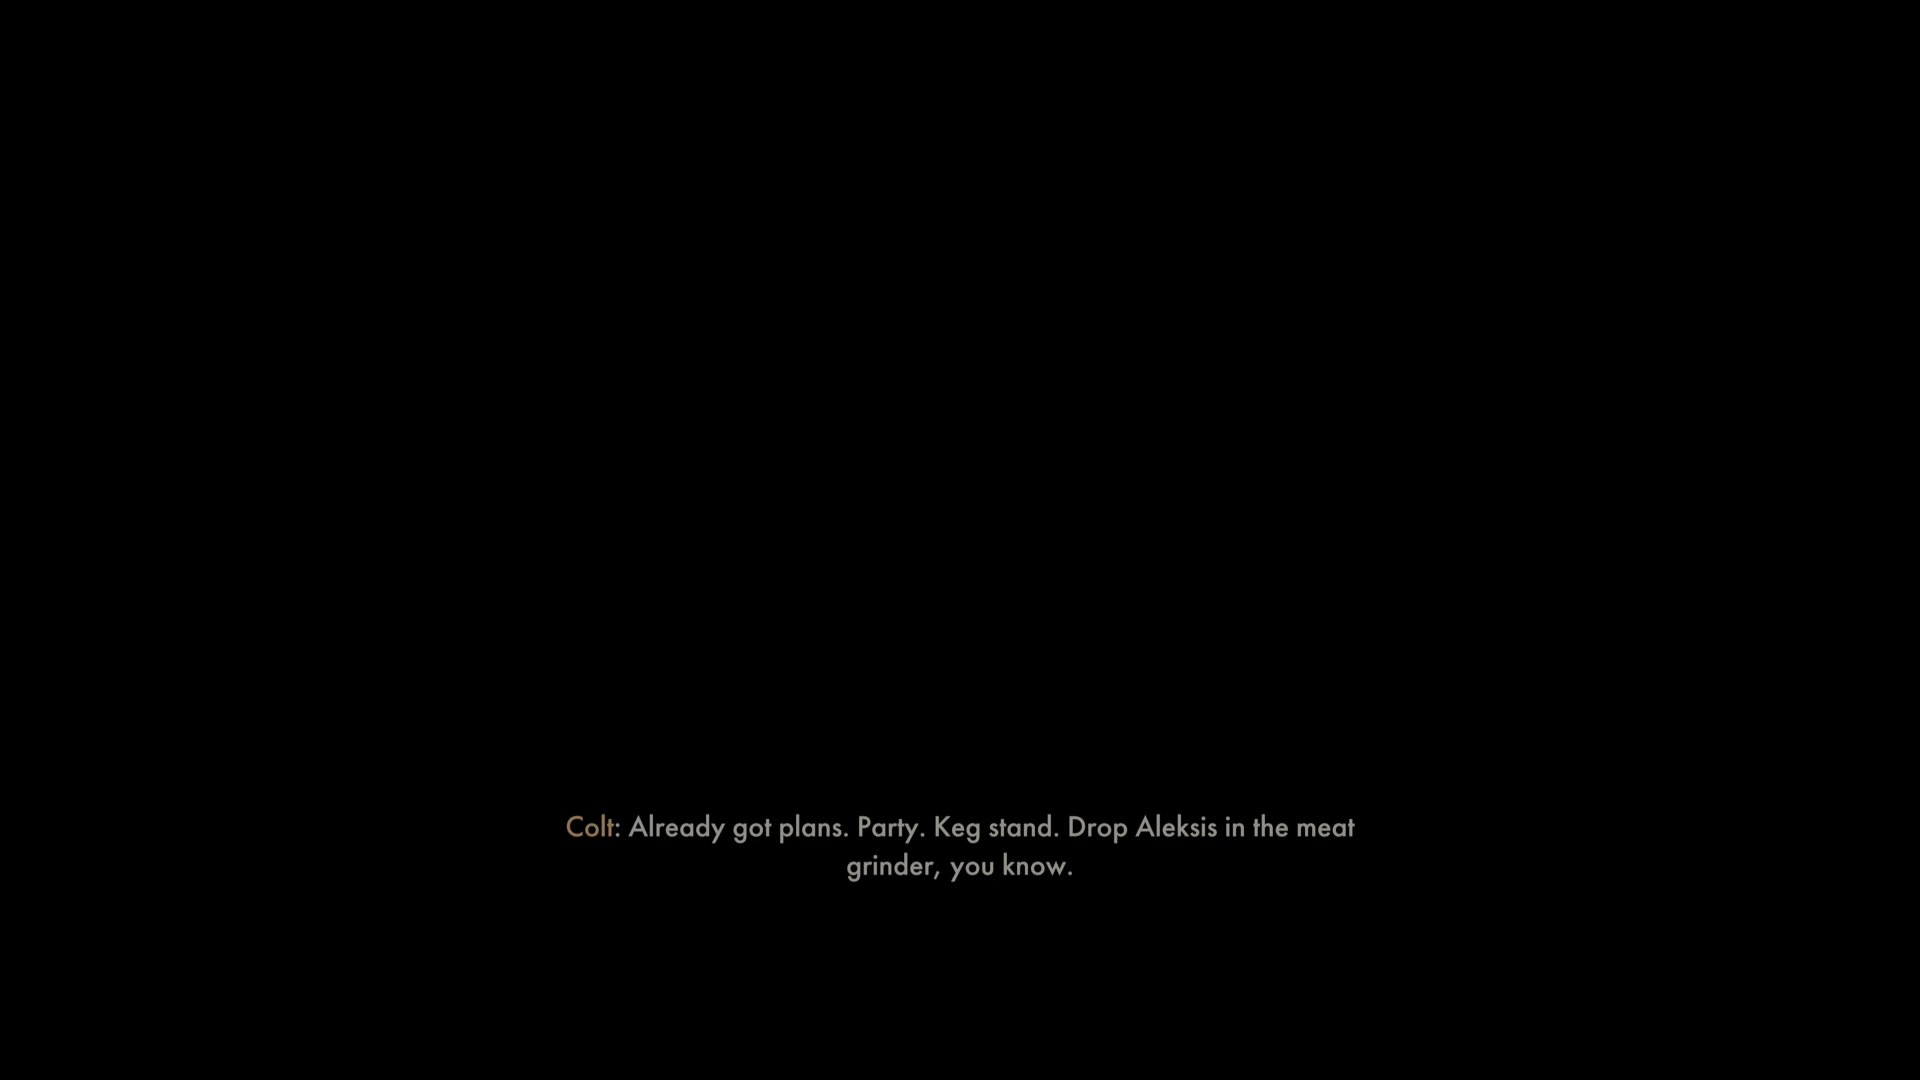 Colt: Already got plans. Party. Keg stand. Drop Aleksis in the meat
grinder, you know.